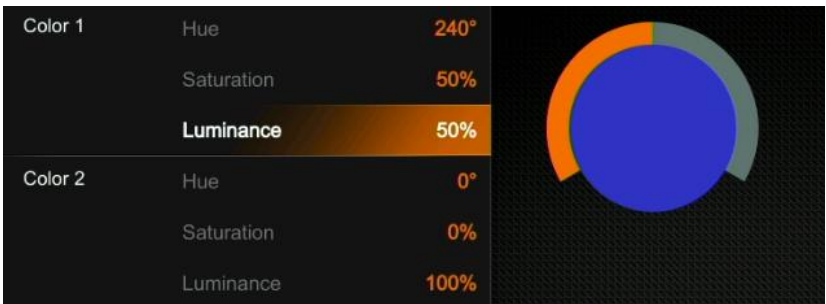 Color 1 Hue 240°
Saturation 50%
Luminance 50%
Color 2 Hue 0°
Saturation 0%
Luminance 100%